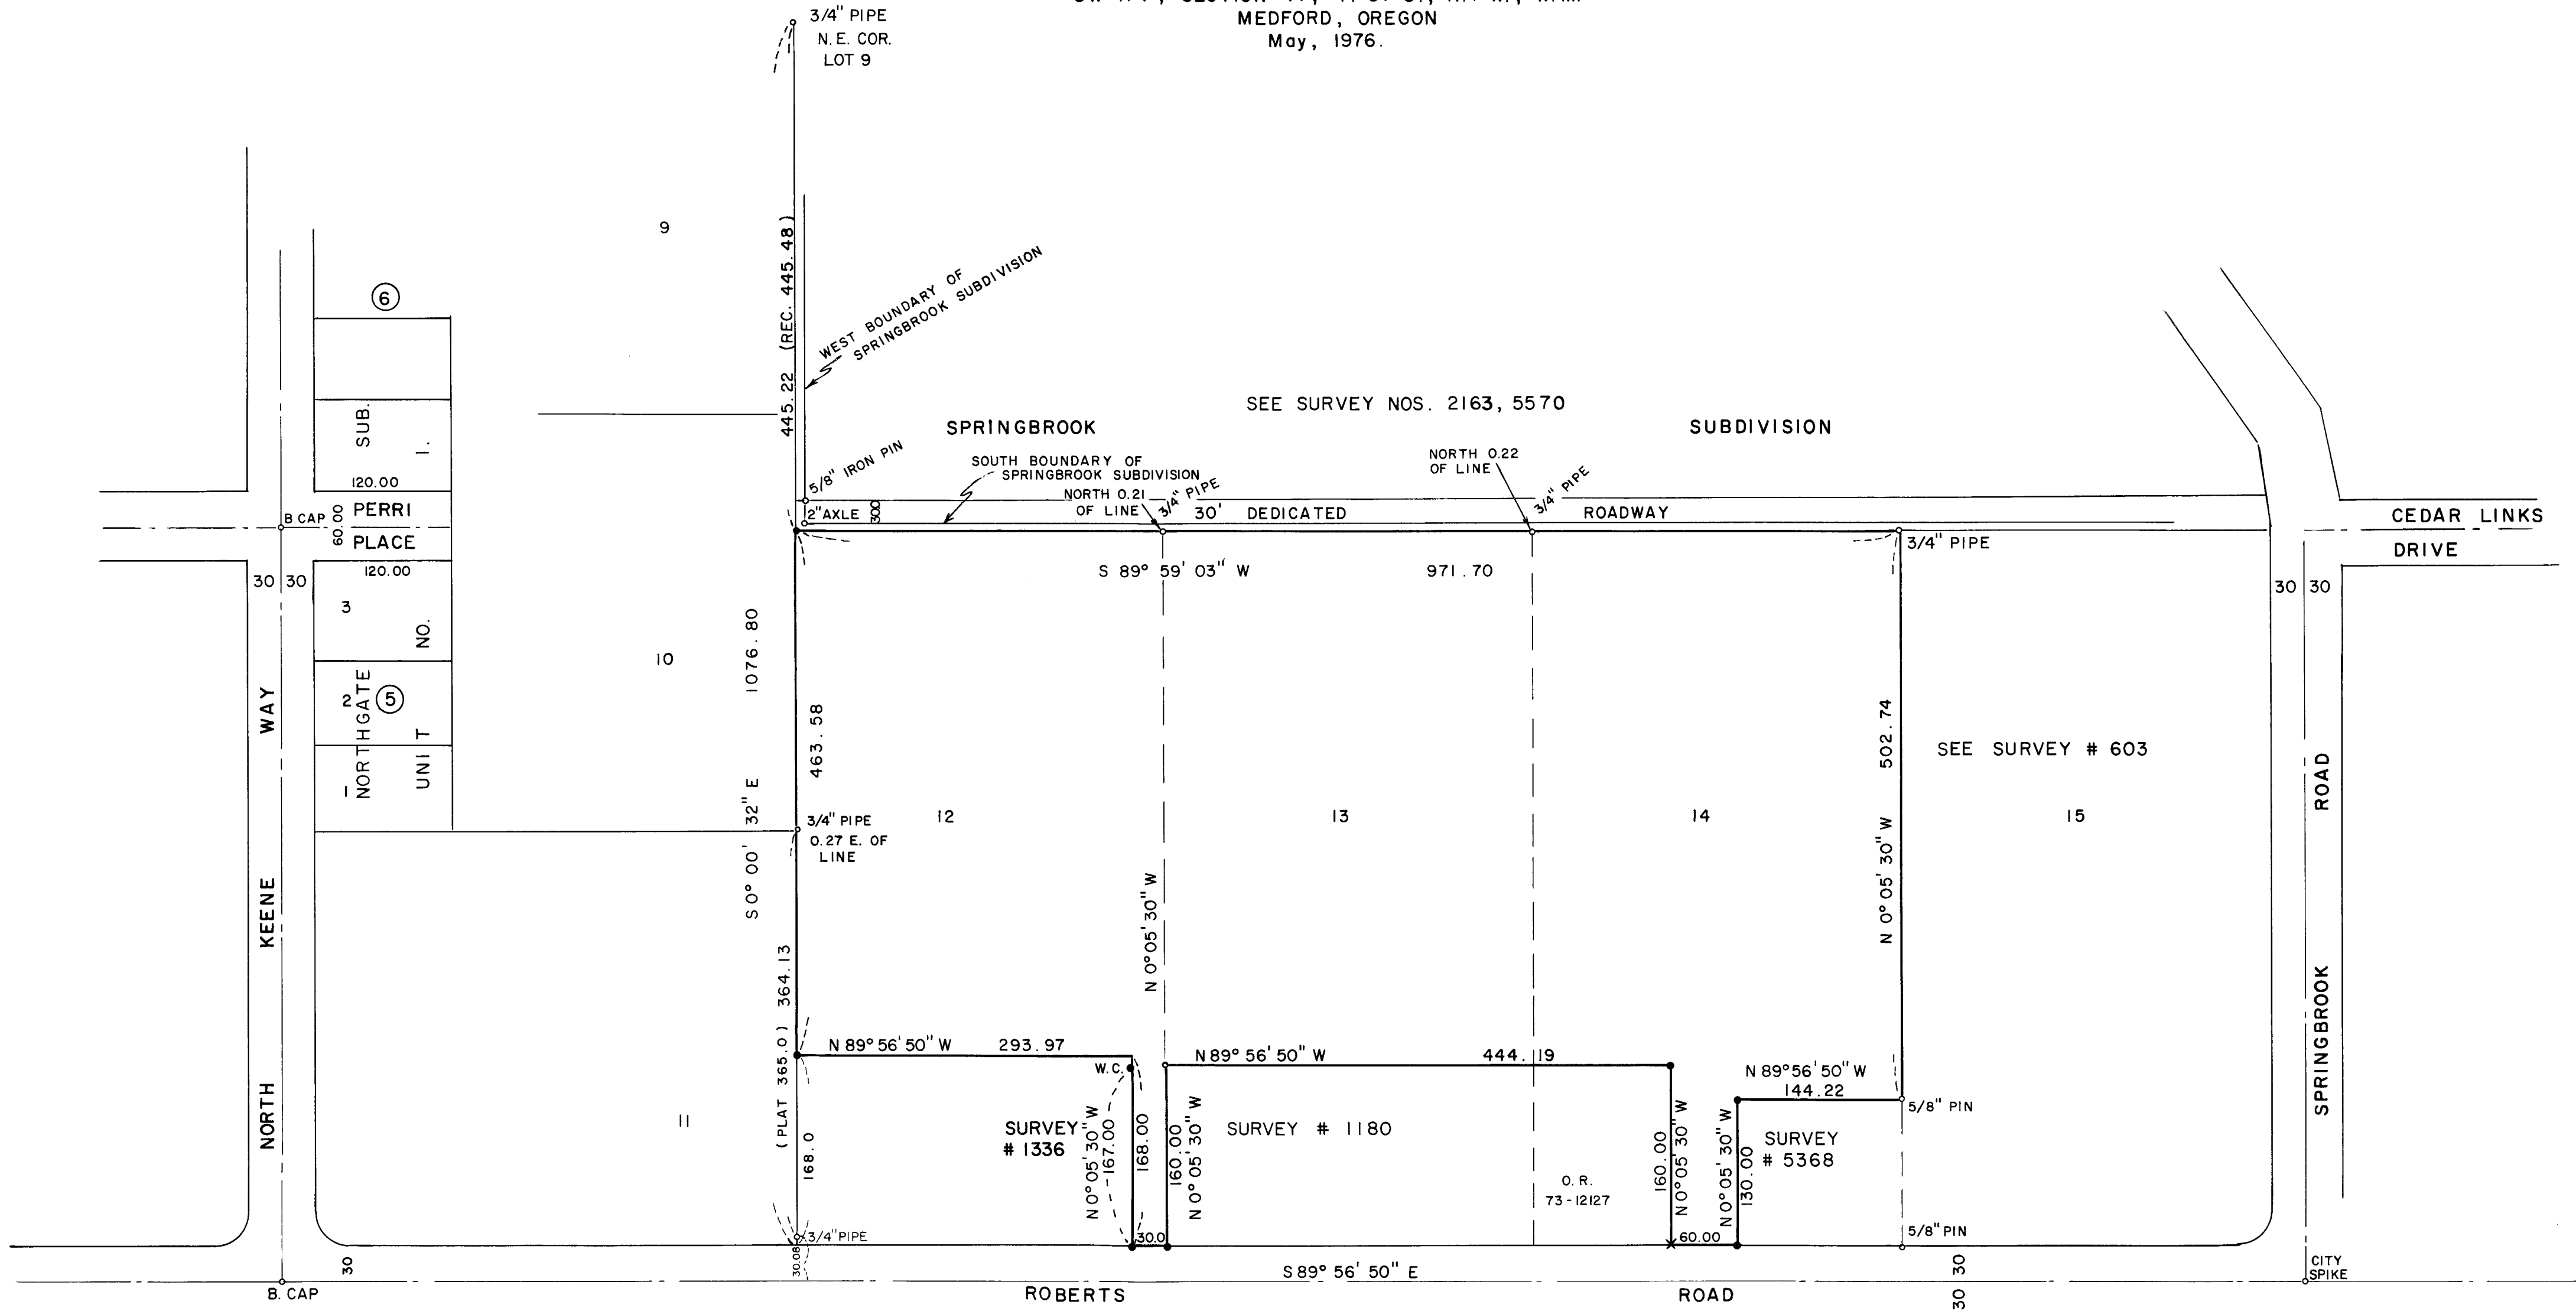 MEDFORD, OREGON
May, 1976.
3/4" PIPE
N.E. COR.
LOT 9
9
445.22 (REC. 445.48)
WEST BOUNDARY OF
SPRINGBROOK SUBDIVISION
6
SUB.
1.
120.00
PERRI
PLACE
60.00
120.00
B. CAP
30 30
3
NO.
2
5
NORTHGATE
UNIT
1
NORTH KEENE WAY
SEE SURVEY NOS. 2163, 5570
SPRINGBROOK SUBDIVISION
5/8" IRON PIN
SOUTH BOUNDARY OF
SPRINGBROOK SUBDIVISION
NORTH 0.21
OF LINE
3/4" PIPE
NORTH 0.22
OF LINE
3/4" PIPE
2" AXLE
30' DEDICATED ROADWAY
3/4" PIPE
CEDAR LINKS
DRIVE
S 89° 59' 03" W 971.70
30 30
10
S 0° 00' 32" E 1076.80
463.58
3/4" PIPE
0.27 E. OF
LINE
12
13
14
15
N 0° 05' 30" W
N 0° 05' 30" W 502.74
SEE SURVEY # 603
SPRINGBROOK ROAD
(PLAT 365.0) 364.13
N 89° 56' 50" W 293.97
W.C.
N 89° 56' 50" W 444.19
N 89° 56' 50" W
144.22
5/8" PIN
11
168.0
SURVEY
# 1336
N 0° 05' 30" W
167.00
168.00
160.00
N 0° 05' 30" W
SURVEY # 1180
O. R.
73-12127
160.00
N 0° 05' 30" W
N 0° 05' 30" W
130.00
SURVEY
# 5368
3/4" PIPE
30.0
60.00
5/8" PIN
30
30.08
30
S 89° 56' 50" E
CITY
SPIKE
B. CAP
ROBERTS ROAD
30